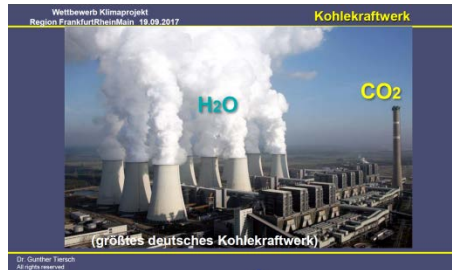 Wettbewerb Klimaprojekt
Region FrankfurtRheinMain 19.09.2017
Kohlekraftwerk
H2O
CO2
(größtes deutsches Kohlekraftwerk)
Dr. Gunther Tiersch
All rights reserved